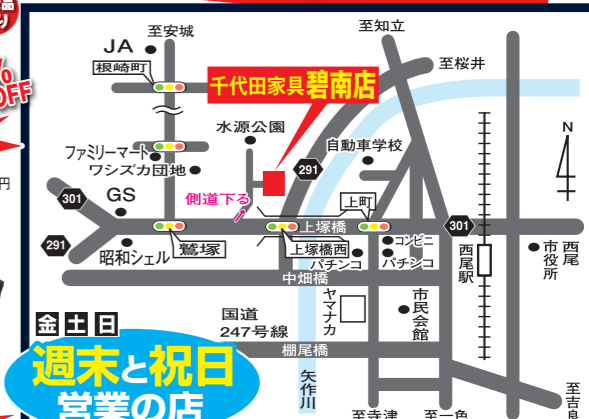 至安城
至知立
JA
根崎町
至桜井
千代田家具碧南店
%
OFF
水源公園
N
ファミリーマート
ワシズカ団地
自動車学校
円
291
301
GS
側道下る
上町
301
上塚橋
291
昭和シェル
鷲塚
上塚橋西
パチンコ
コンビニ
パチンコ
西尾駅
市役所
西尾
中畑橋
ヤマナカ
市民会館
国道
247号線
金土日
棚尾橋
週末と祝日
営業の店
矢作川
至寺津
至一色
至吉良